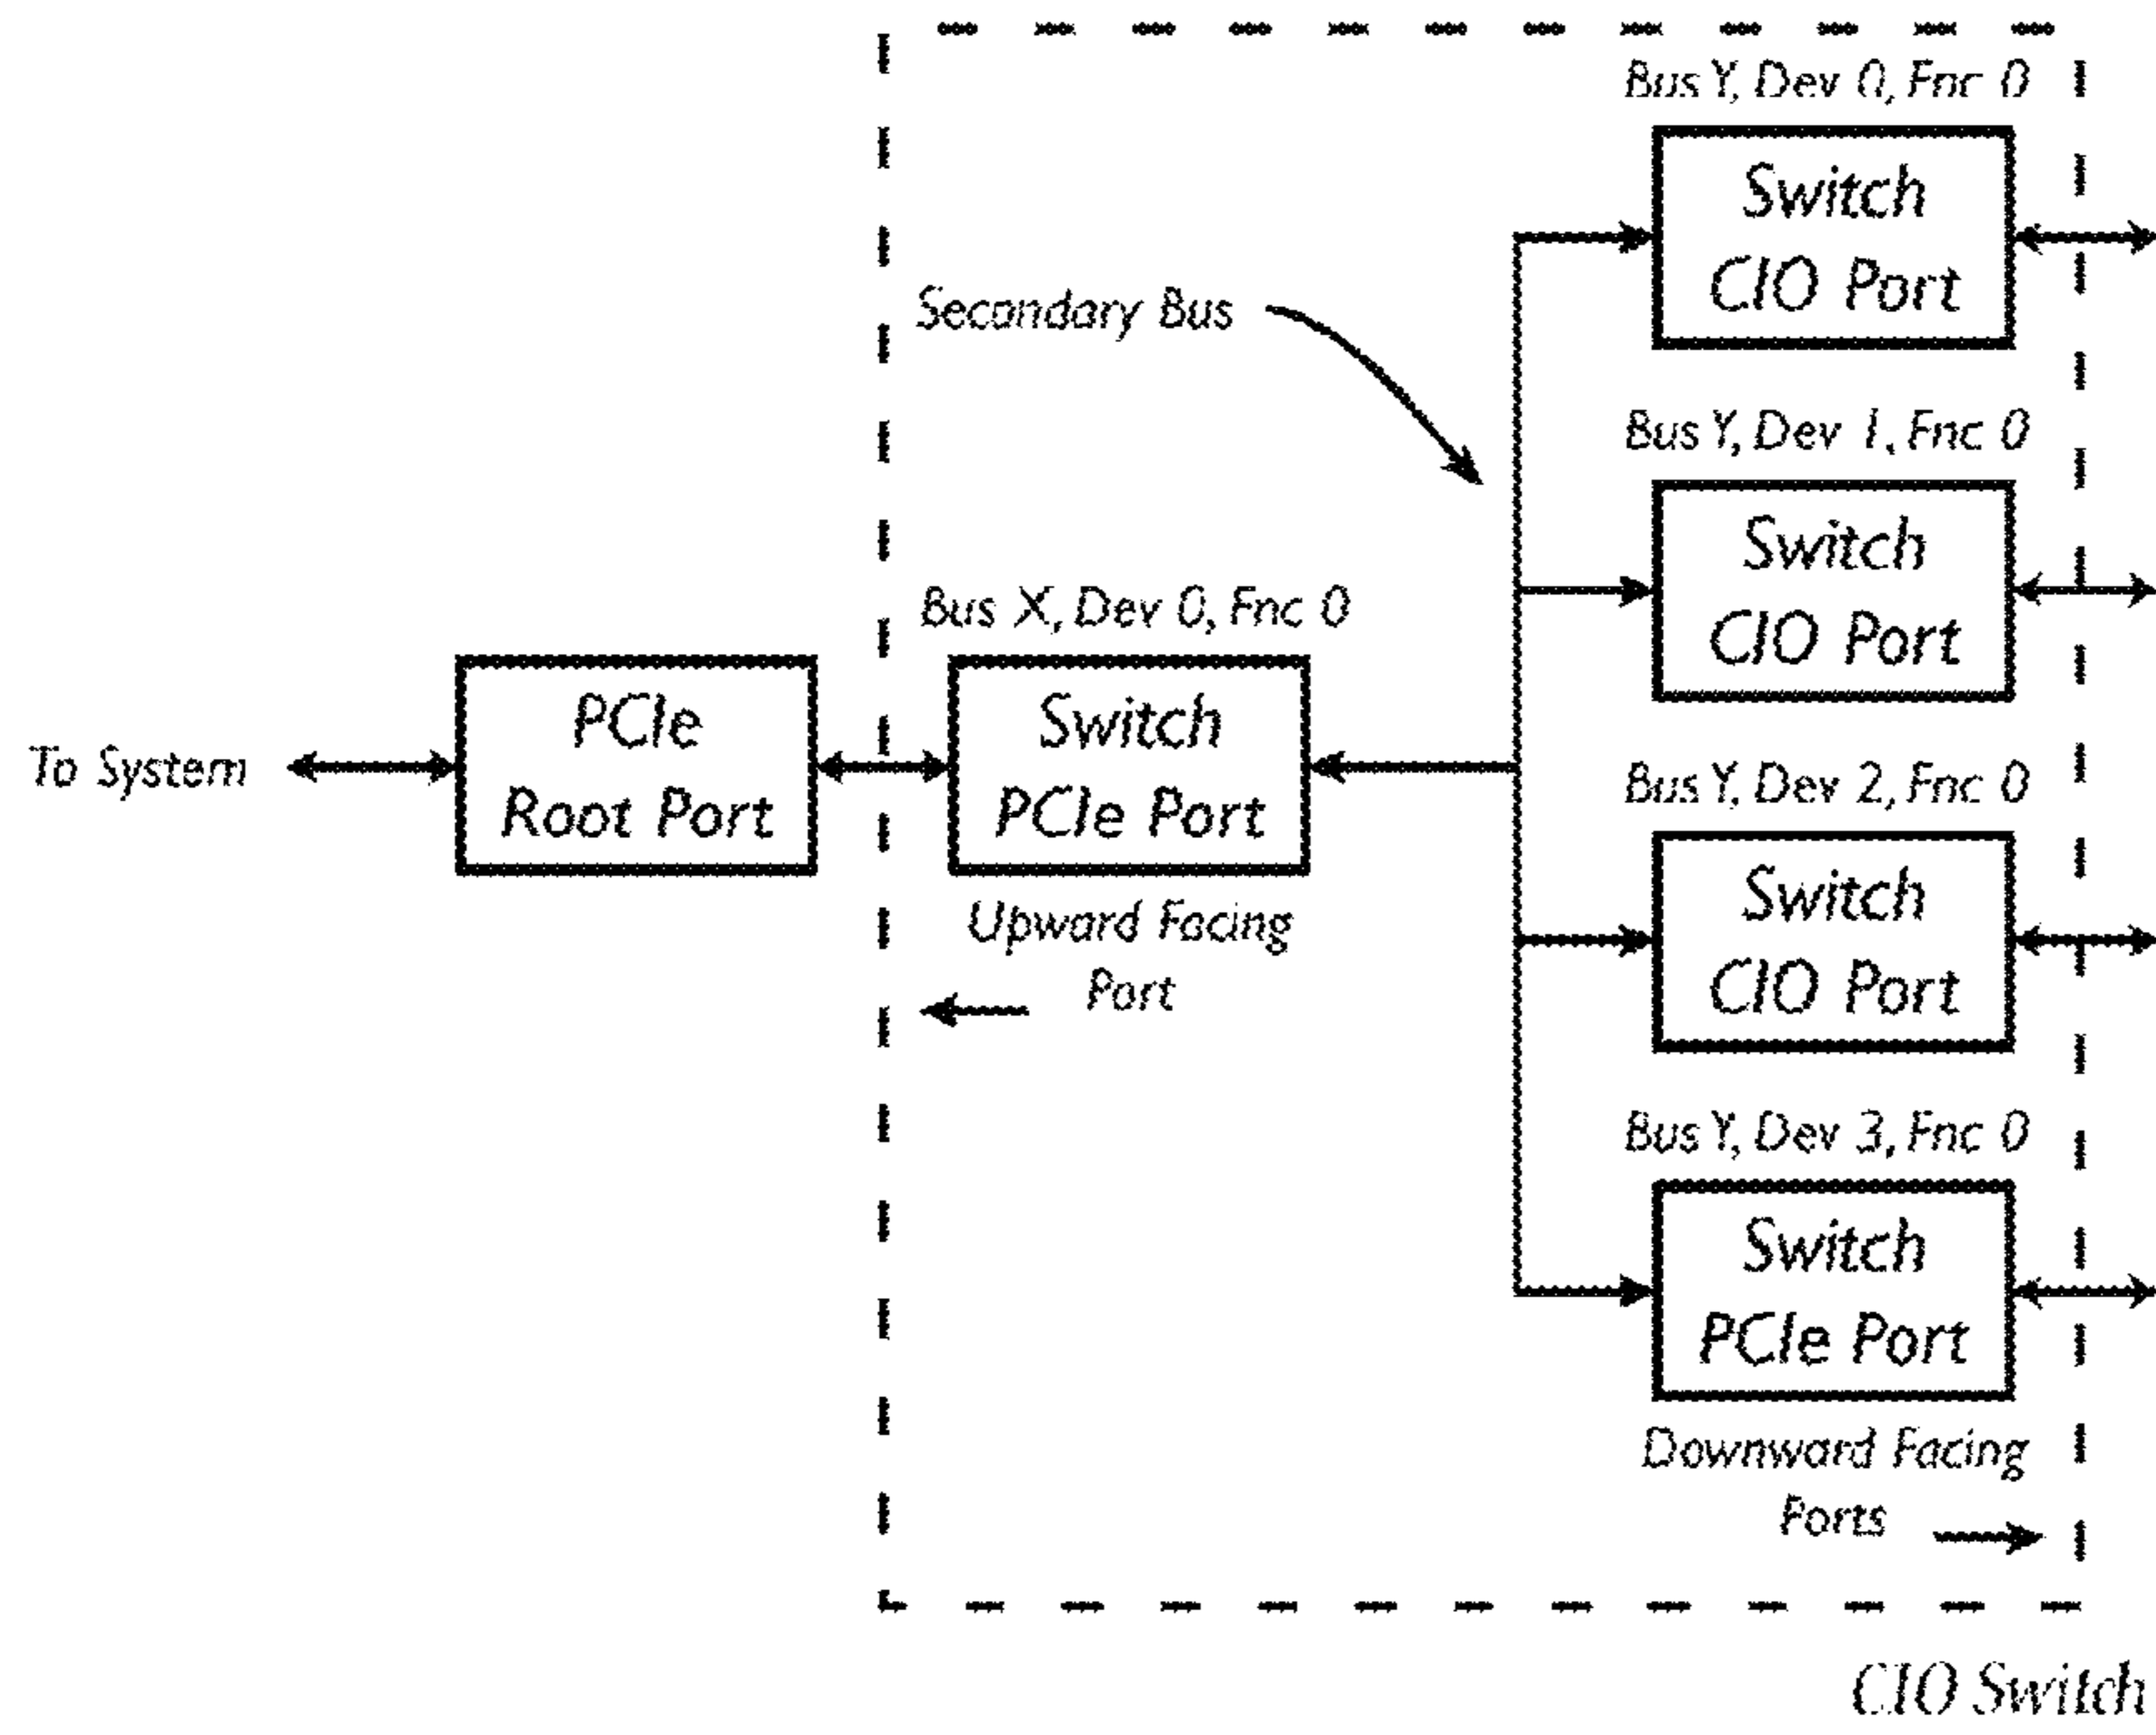 Bus Y, Dev 0, Fnc 0
Switch
CIO Port
Secondary Bus
Bus Y, Dev 1, Fnc 0
Switch
CIO Port
Bus X, Dev 0, Fnc 0
To System
PCIe
Root Port
Switch
PCIe Port
Upward Facing
Port
Bus Y, Dev 2, Fnc 0
Switch
CIO Port
Bus Y, Dev 3, Fnc 0
Switch
PCIe Port
Downward Facing
Ports
CIO Switch